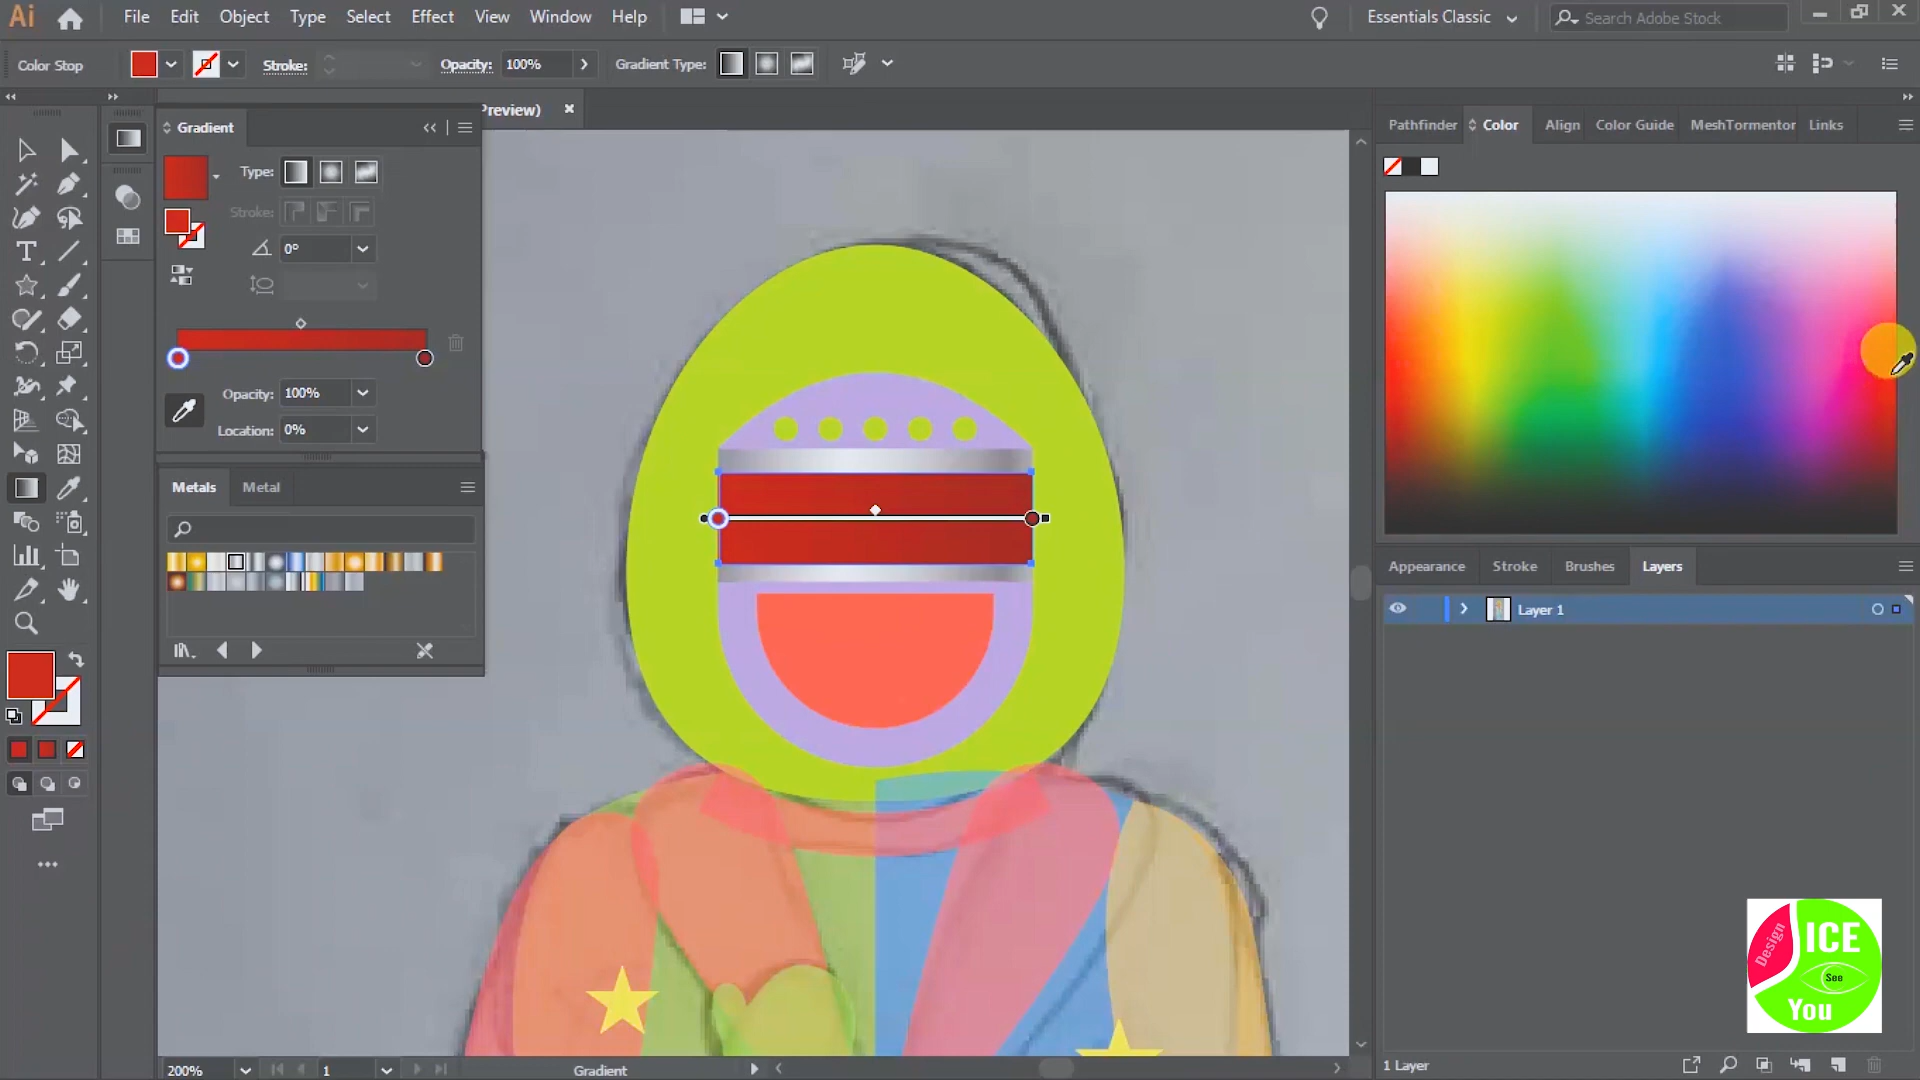 Ai File Edit Object Type Select Effect View Window Help Essentials Classic Search Adobe Stock
Color Stop Stroke: Opacity: 100% Gradient Type:
Preview)
Gradient
Type:
Stroke:
0°
Opacity: 100%
Location: 0%
Metals Metal
Pathfinder Color Align Color Guide MeshTormentor Links
Appearance Stroke Brushes Layers
Layer 1
Design
ICE
See
You
200% 1 Gradient
1 Layer